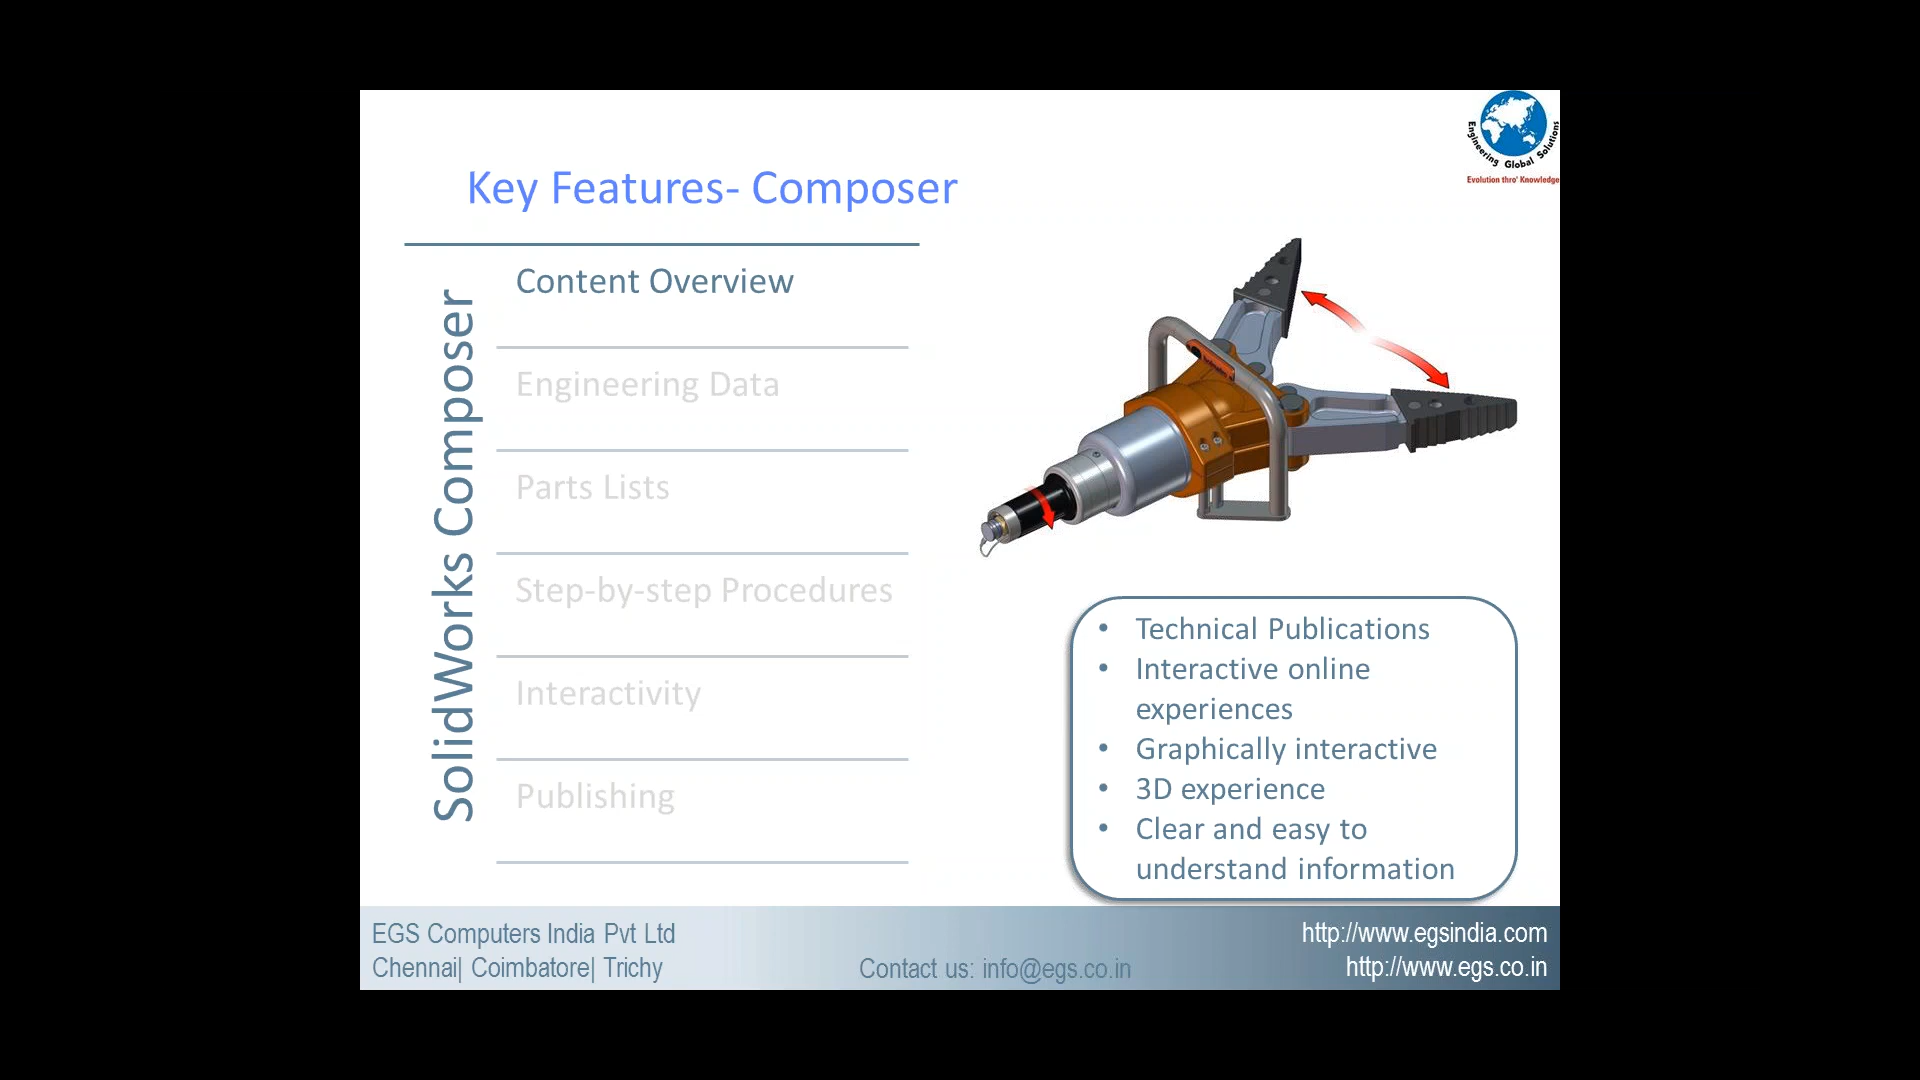 Engineering Global Solutions
Evolution thro' Knowledge
Key Features- Composer
SolidWorks Composer
Content Overview
Engineering Data
Parts Lists
Step-by-step Procedures
Interactivity
Publishing
• Technical Publications
• Interactive online
experiences
• Graphically interactive
• 3D experience
• Clear and easy to
understand information
EGS Computers India Pvt Ltd
Chennai| Coimbatore| Trichy
Contact us: info@egs.co.in
http://www.egsindia.com
http://www.egs.co.in